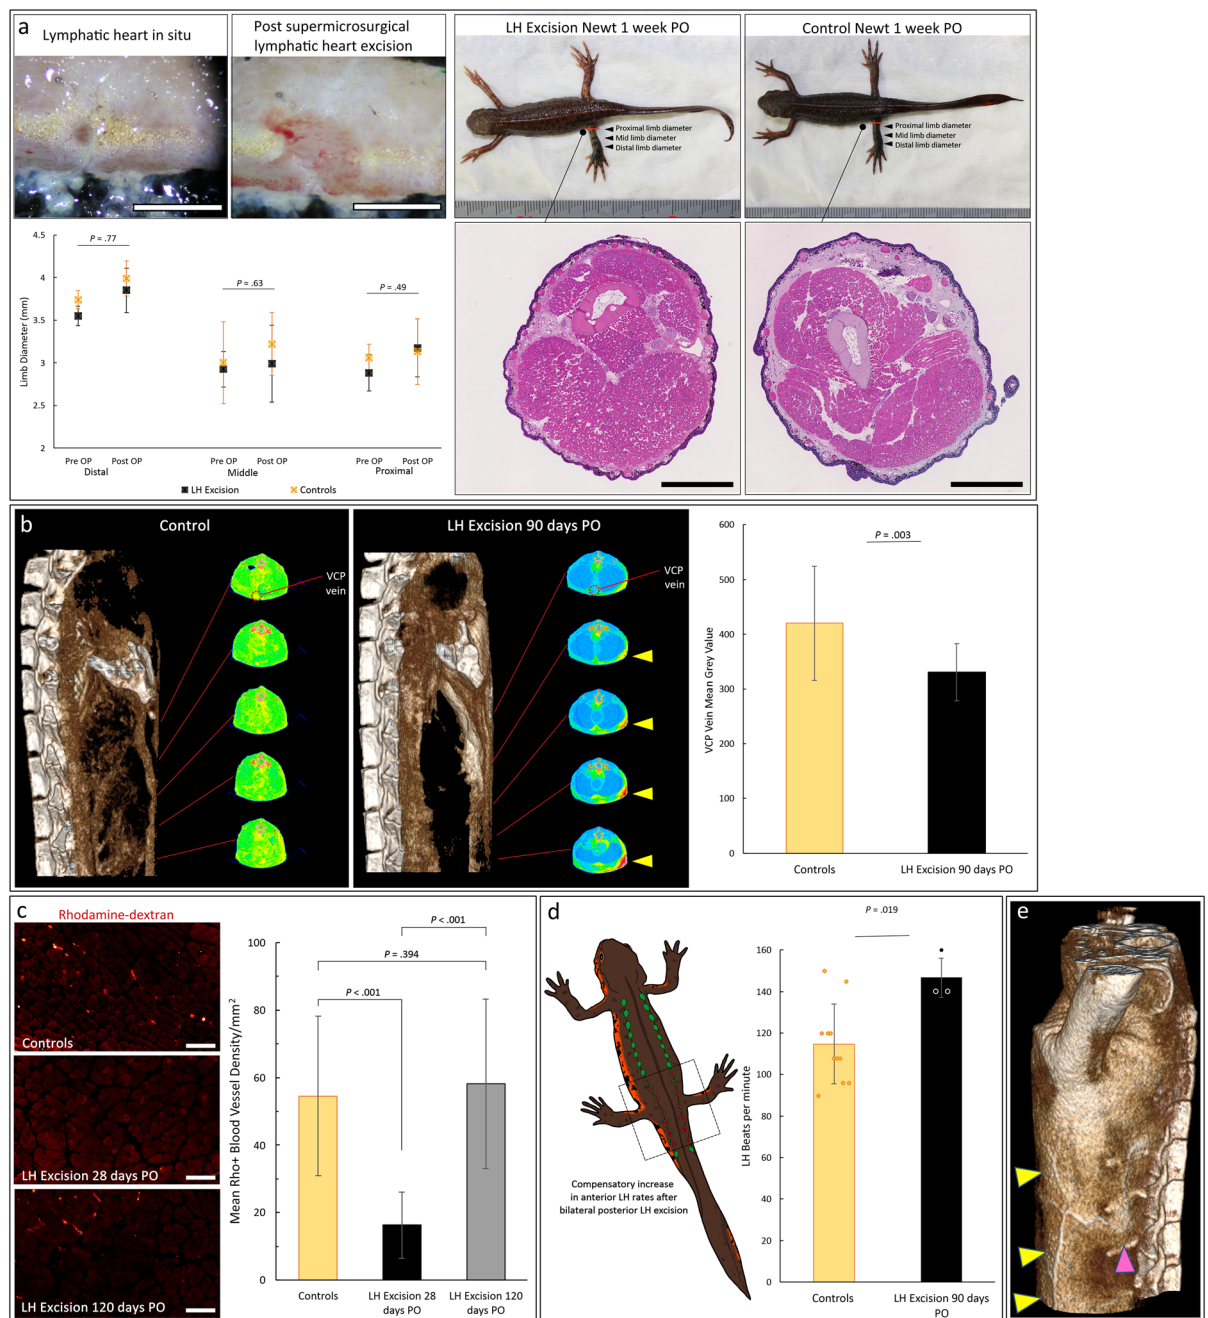 a
Lymphatic heart in situ
Post supermicrosurgical
lymphatic heart excision
LH Excision Newt 1 week PO
Control Newt 1 week PO
Proximal limb diameter
Mid limb diameter
Distal limb diameter
Proximal limb diameter
Mid limb diameter
Distal limb diameter
Limb Diameter (mm)
4.5
4
3.5
3
2.5
2
P = .77
P = .63
P = .49
Pre OP
Post OP
Pre OP
Post OP
Pre OP
Post OP
Distal
Middle
Proximal
LH Excision
Controls
b
Control
VCP
vein
LH Excision 90 days PO
VCP
vein
VCP Vein Mean Grey Value
600
500
400
300
200
100
0
P = .003
Controls
LH Excision 90 days PO
c
Rhodamine-dextran
Controls
LH Excision 28 days PO
LH Excision 120 days PO
Mean Rho+ Blood Vessel Density/mm2
100
80
60
40
20
0
P < .001
P = .394
P < .001
Controls
LH Excision 28
days PO
LH Excision 120
days PO
d
Compensatory increase
in anterior LH rates after
bilateral posterior LH excision
LH Beats per minute
160
140
120
100
80
60
40
20
0
P = .019
Controls
LH Excision 90 days
PO
e